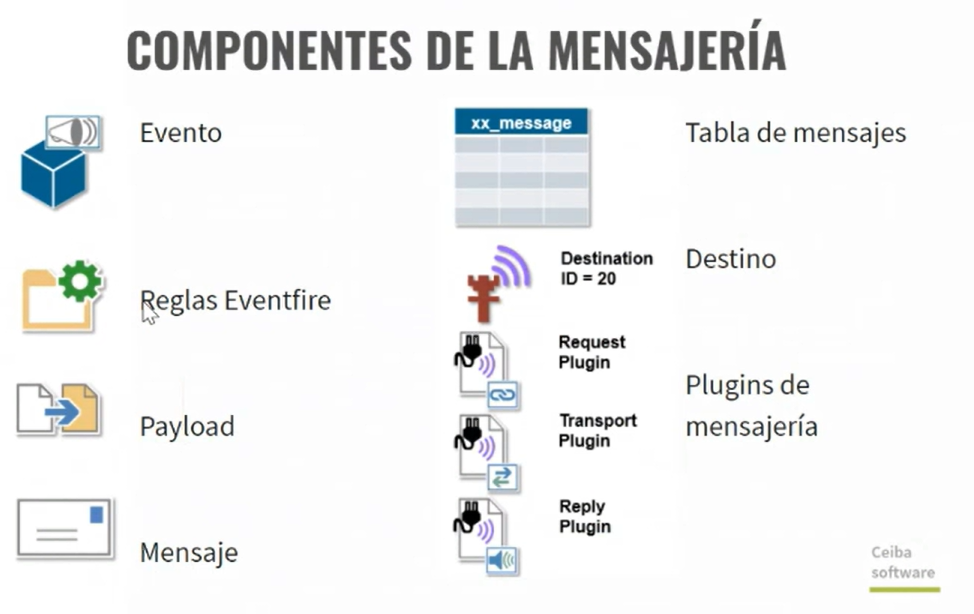 COMPONENTES DE LA MENSAJERÍA
Evento
Reglas Eventfire
Payload
Mensaje
xx_message
Tabla de mensajes
Destination
ID = 20
Destino
Request
Plugin
Transport
Plugin
Reply
Plugin
Plugins de
mensajería
Ceiba
software